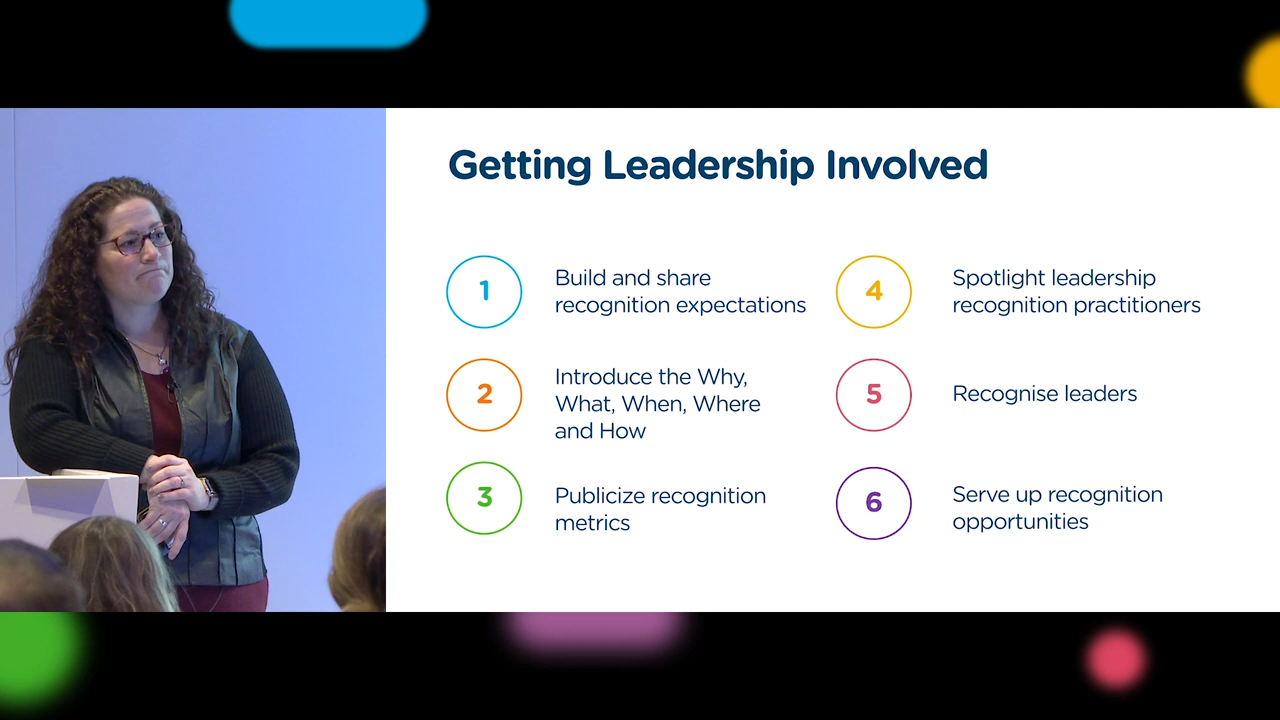 Getting Leadership Involved
1
Build and share
recognition expectations
2
Introduce the Why,
What, When, Where
and How
3
Publicize recognition
metrics
4
Spotlight leadership
recognition practitioners
5
Recognise leaders
6
Serve up recognition
opportunities